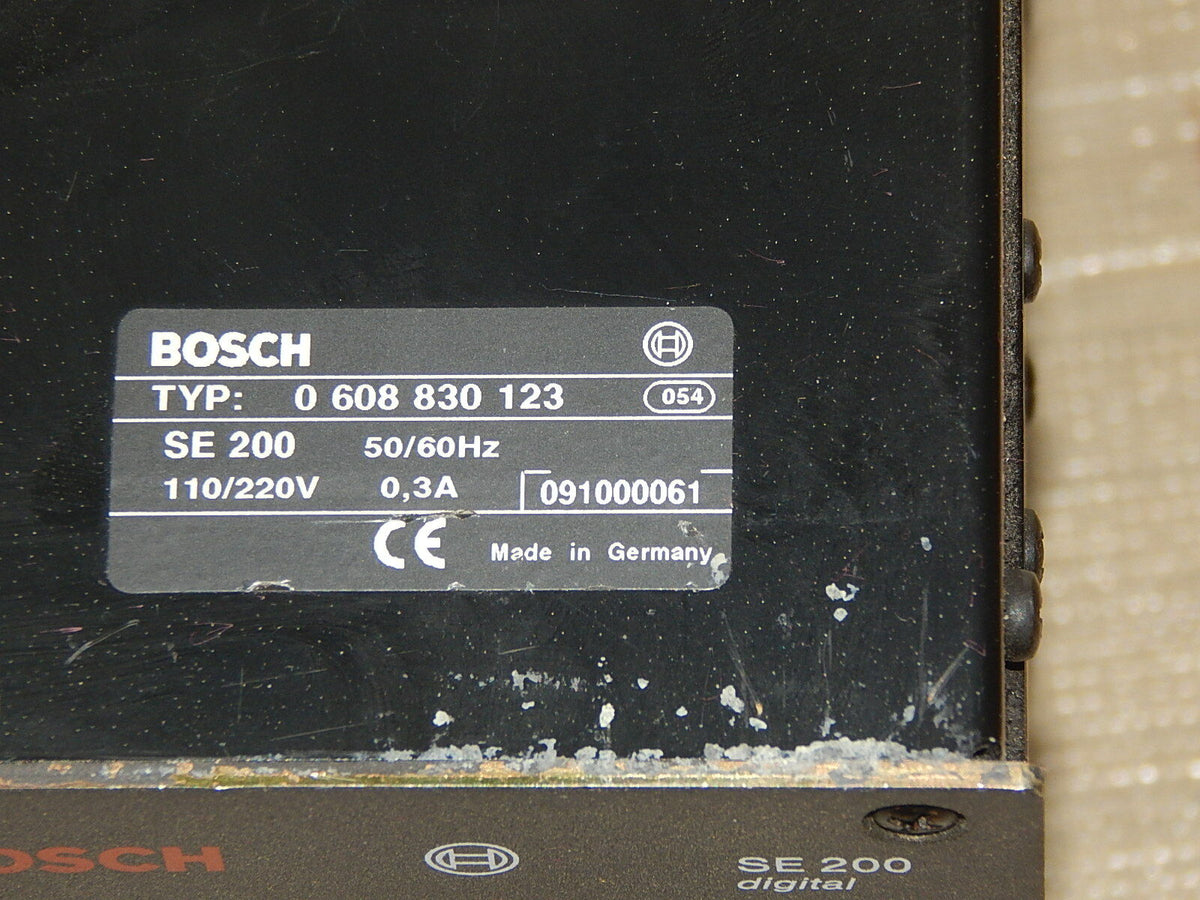 BOSCH
TYP: 0 608 830 123 054
SE 200 50/60Hz
110/220V 0,3A 091000061
CE Made in Germany
OSCH SE 200
digital